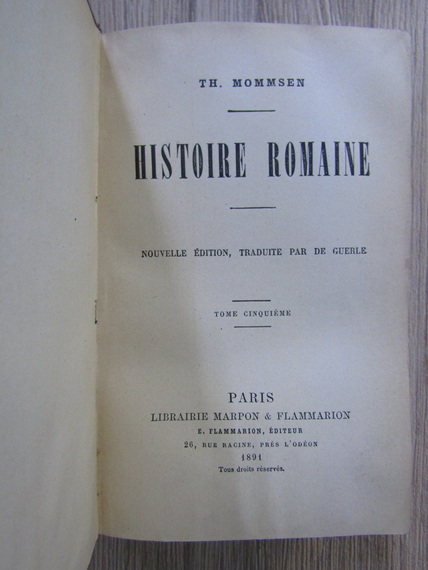 TH. MOMMSEN
HISTOIRE ROMAINE
NOUVELLE ÉDITION, TRADUITE PAR DE GUERLE
TOME CINQUIÈME
PARIS
LIBRAIRIE MARPON & FLAMMARION
E. FLAMMARION, ÉDITEUR
26, RUE RACINE, PRÈS L'ODÉON
1891
Tous droits réservés.